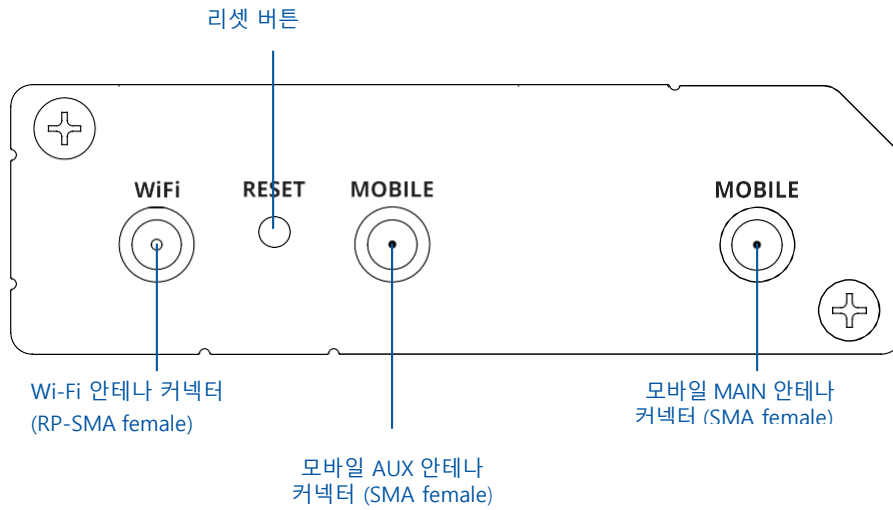 리셋 버튼
WiFi
RESET
MOBILE
MOBILE
Wi-Fi 안테나 커넥터
(RP-SMA female)
모바일 MAIN 안테나
커넥터 (SMA female)
모바일 AUX 안테나
커넥터 (SMA female)